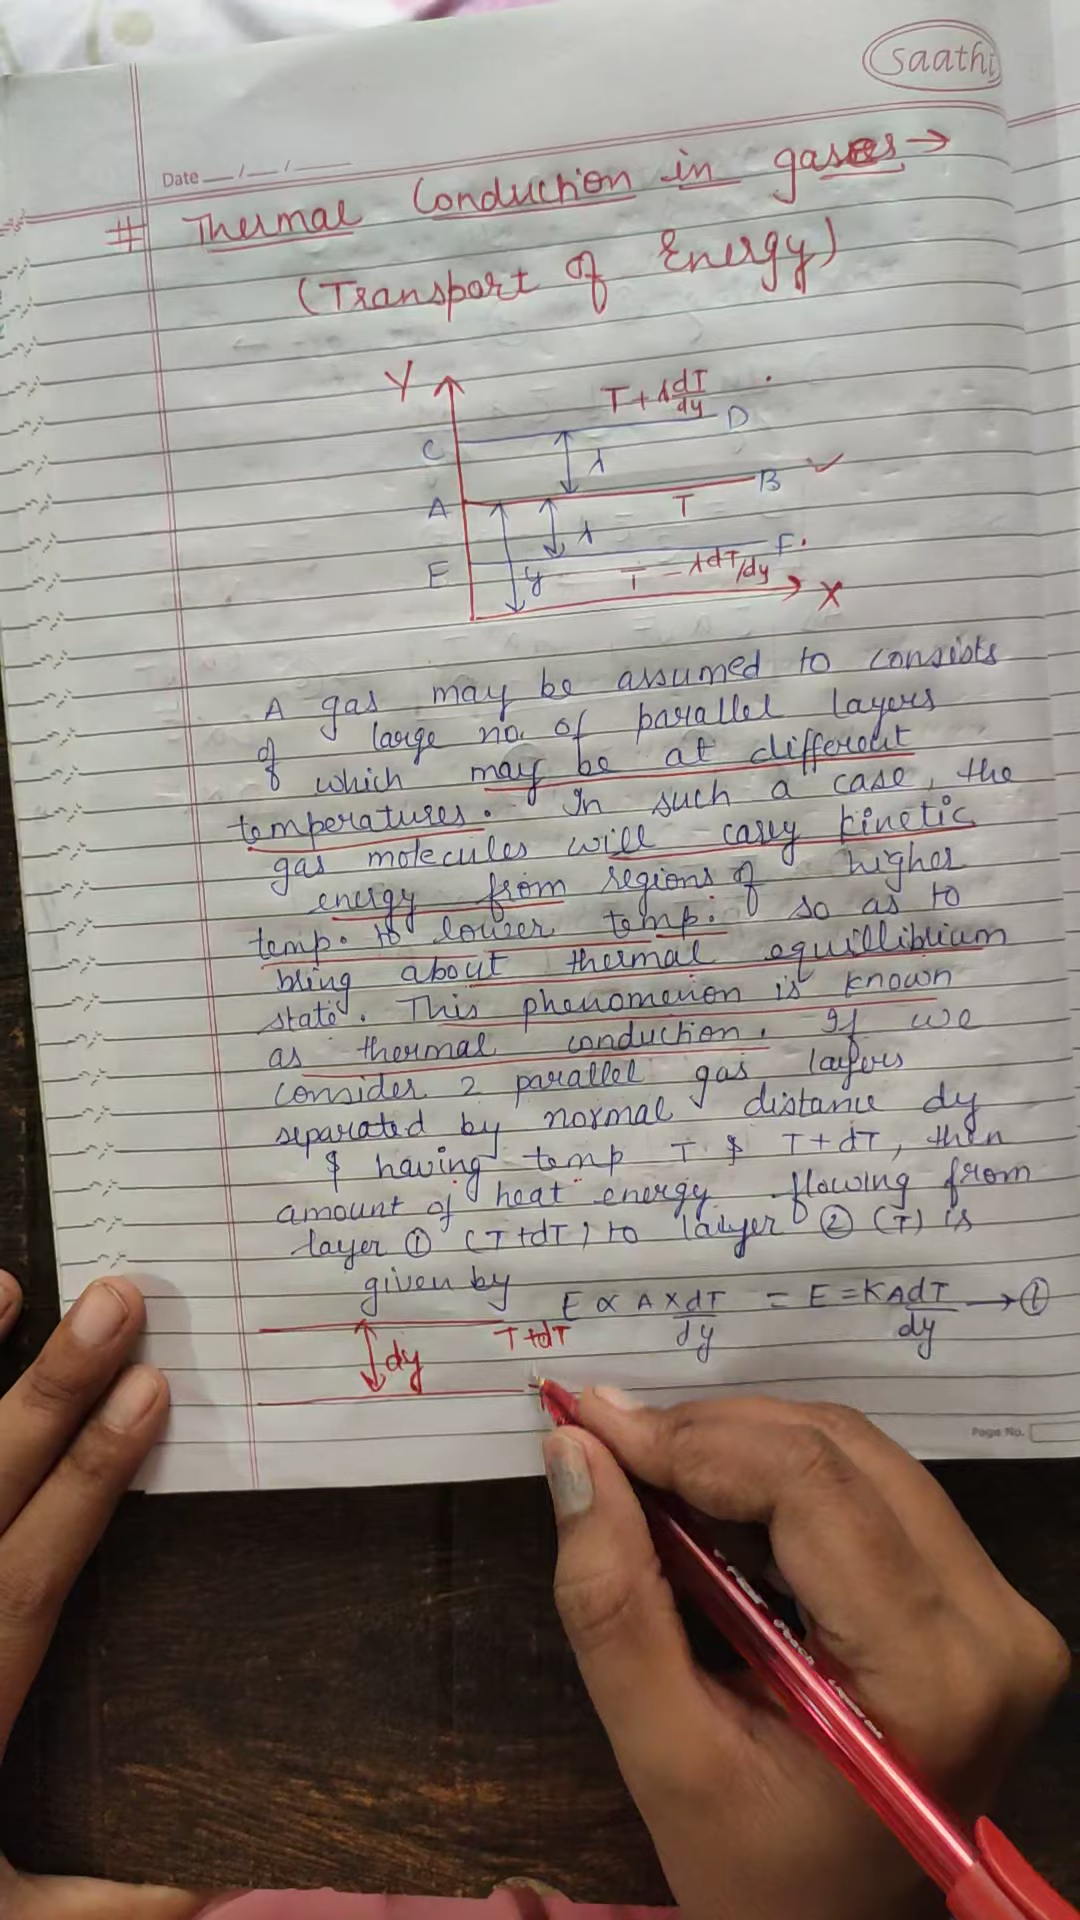 Saathi
Date __/__/____
# Thermal Conduction in gases →
(Transport of Energy)
Y
T + λ dT/dy
C
D
λ
B ✓
A
T
λ
F
E
y
T - λdT/dy
X
A gas may be assumed to consists
of large no. of parallel layers
of which may be at different
temperatures. In such a case, the
gas molecules will carry kinetic
energy from regions of higher
temp. to lower temp. so as to
bring about thermal equillibrium
state. This phenomenon is known
as thermal conduction. If we
consider 2 parallel gas layers
separated by normal distance dy
& having temp T & T + dT, then
amount of heat energy flowing from
layer ① (T+dT) to layer ② (T) is
given by E ∝ A x dT/dy = E = KA dT/dy → ①
T+dT
dy
Page No.